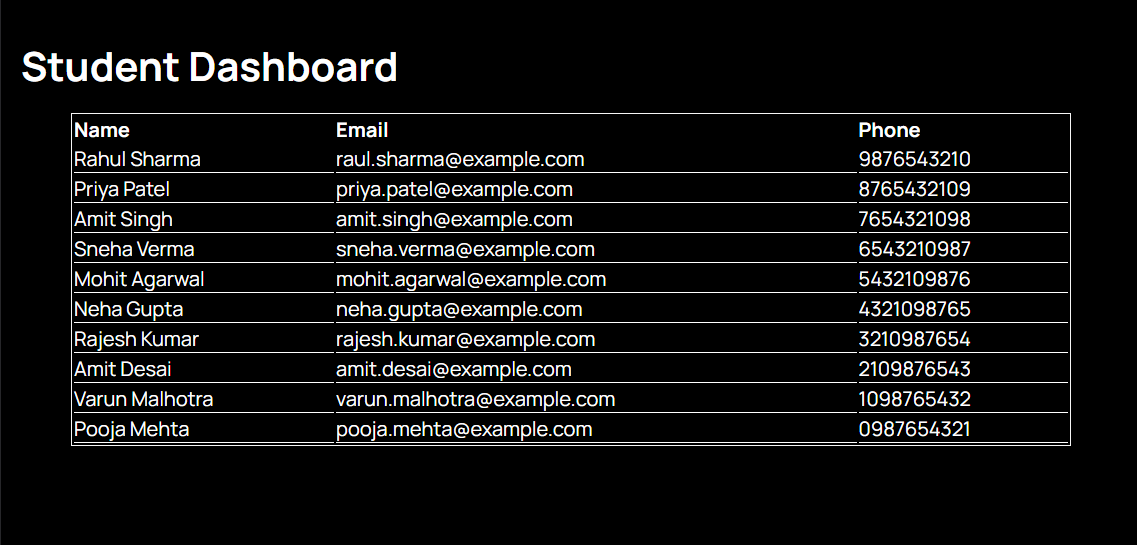 Student Dashboard
Name Email Phone
Rahul Sharma raul.sharma@example.com 9876543210
Priya Patel priya.patel@example.com 8765432109
Amit Singh amit.singh@example.com 7654321098
Sneha Verma sneha.verma@example.com 6543210987
Mohit Agarwal mohit.agarwal@example.com 5432109876
Neha Gupta neha.gupta@example.com 4321098765
Rajesh Kumar rajesh.kumar@example.com 3210987654
Amit Desai amit.desai@example.com 2109876543
Varun Malhotra varun.malhotra@example.com 1098765432
Pooja Mehta pooja.mehta@example.com 0987654321